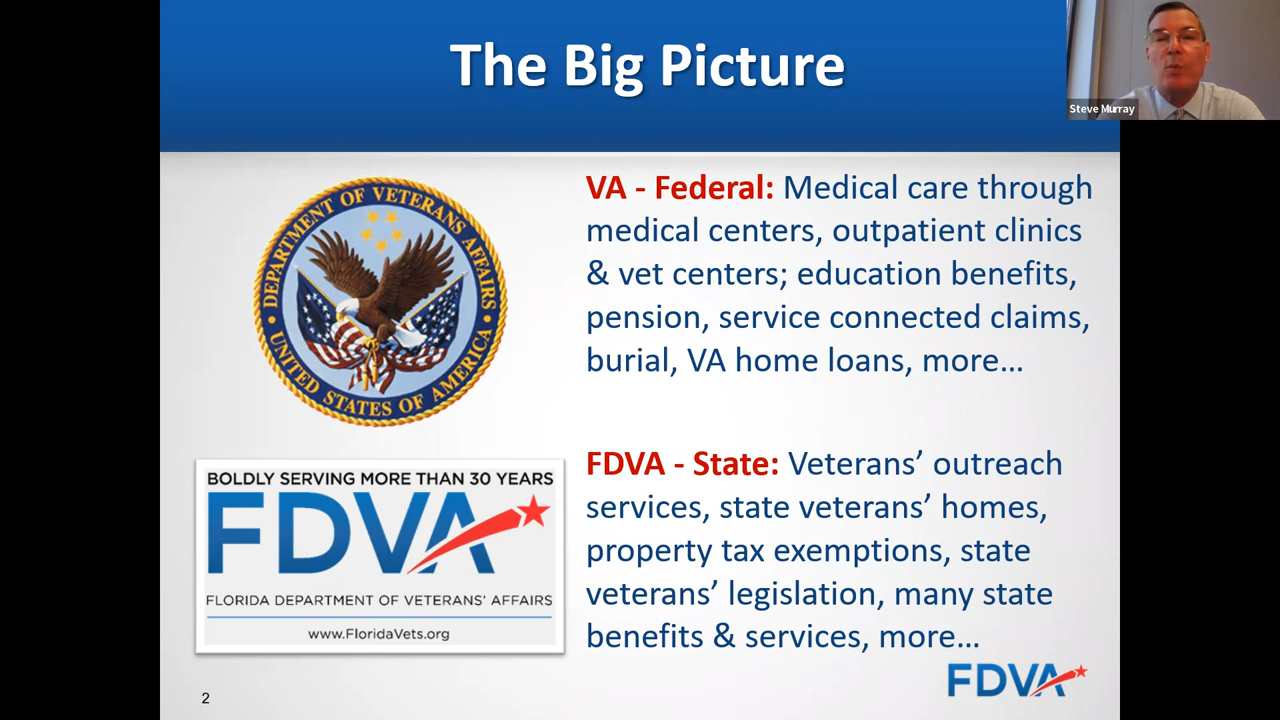 The Big Picture
Steve Murray
DEPARTMENT OF VETERANS AFFAIRS
UNITED STATES OF AMERICA
VA - Federal: Medical care through
medical centers, outpatient clinics
& vet centers; education benefits,
pension, service connected claims,
burial, VA home loans, more…
BOLDLY SERVING MORE THAN 30 YEARS
FDVA
FLORIDA DEPARTMENT OF VETERANS' AFFAIRS
www.FloridaVets.org
FDVA - State: Veterans’ outreach
services, state veterans’ homes,
property tax exemptions, state
veterans’ legislation, many state
benefits & services, more…
FDVA
2